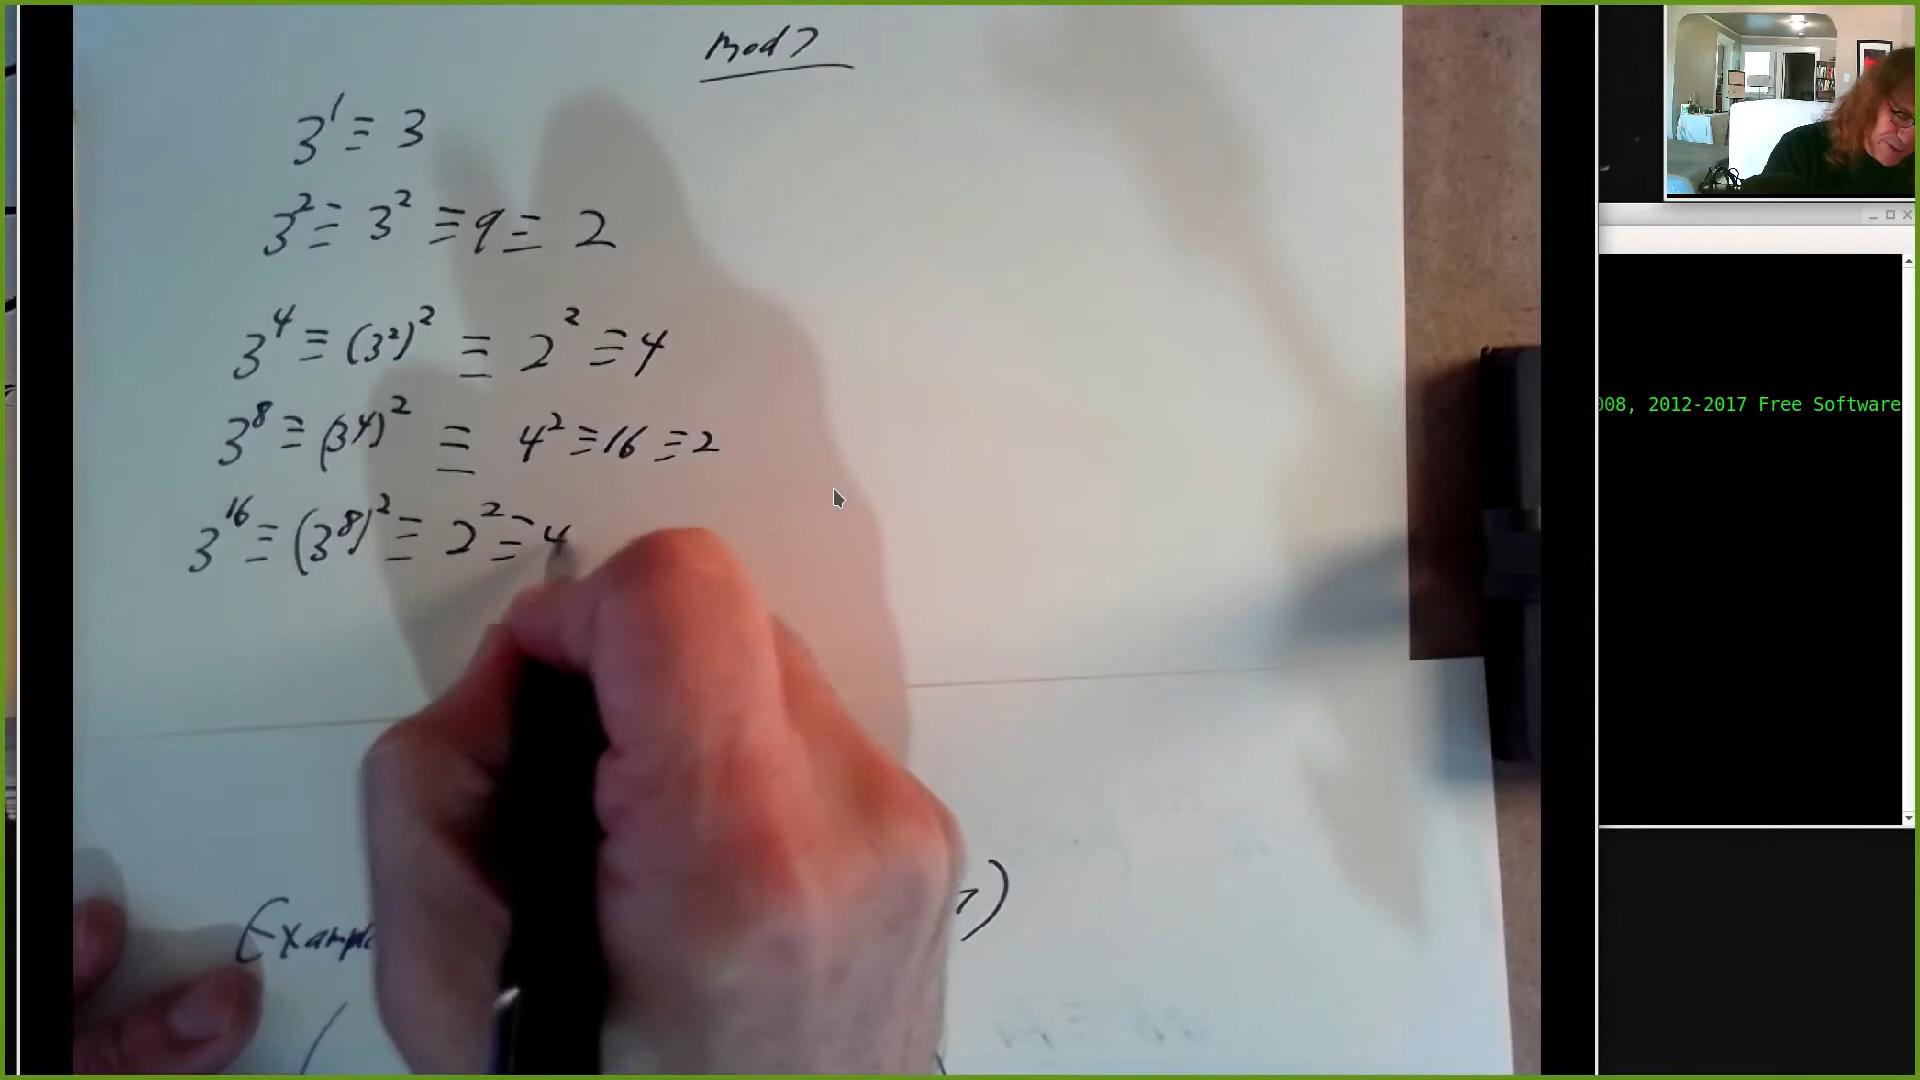 mod 7
3¹ ≡ 3
3² ≡ 3² ≡ 9 ≡ 2
3⁴ ≡ (3²)² ≡ 2² ≡ 4
3⁸ ≡ (3⁴)² ≡ 4² ≡ 16 ≡ 2
3¹⁶ ≡ (3⁸)² ≡ 2² ≡ 4
008, 2012-2017 Free Software
)